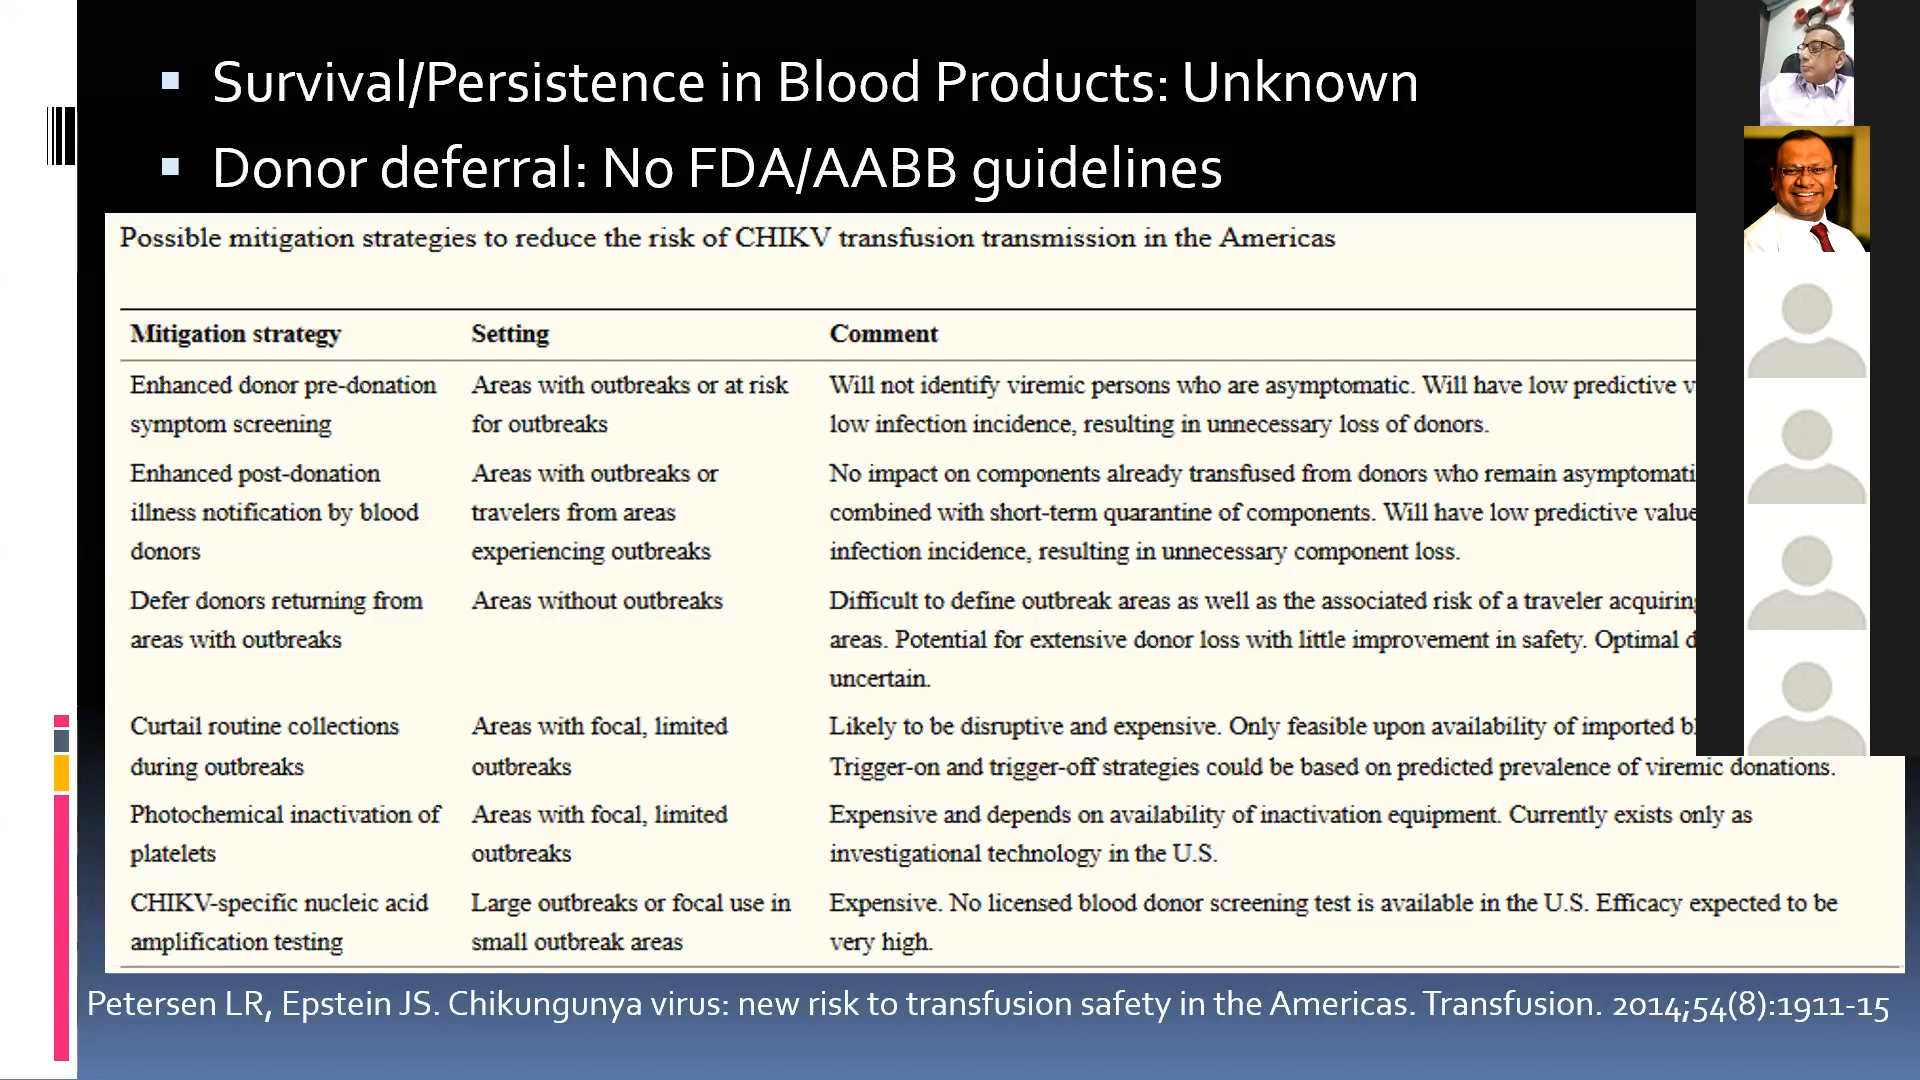 Survival/Persistence in Blood Products: Unknown
Donor deferral: No FDA/AABB guidelines
Possible mitigation strategies to reduce the risk of CHIKV transfusion transmission in the Americas
Mitigation strategy Setting Comment
Enhanced donor pre-donation Areas with outbreaks or at risk Will not identify viremic persons who are asymptomatic. Will have low predictive
symptom screening for outbreaks low infection incidence, resulting in unnecessary loss of donors.
Enhanced post-donation Areas with outbreaks or No impact on components already transfused from donors who remain
illness notification by blood travelers from areas combined with short-term quarantine of components. Will have low predictive value
donors experiencing outbreaks infection incidence, resulting in unnecessary component loss.
Defer donors returning from Areas without outbreaks Difficult to define outbreak areas as well as the associated risk of a traveler
areas with outbreaks areas. Potential for extensive donor loss with little improvement in safety. Optimal
uncertain.
Curtail routine collections Areas with focal, limited Likely to be disruptive and expensive. Only feasible upon availability of imported
during outbreaks outbreaks Trigger-on and trigger-off strategies could be based on predicted prevalence of viremic donations.
Photochemical inactivation of Areas with focal, limited Expensive and depends on availability of inactivation equipment. Currently exists only as
platelets outbreaks investigational technology in the U.S.
CHIKV-specific nucleic acid Large outbreaks or focal use in Expensive. No licensed blood donor screening test is available in the U.S. Efficacy expected to be
amplification testing small outbreak areas very high.
Petersen LR, Epstein JS. Chikungunya virus: new risk to transfusion safety in the Americas. Transfusion. 2014;54(8):1911-15